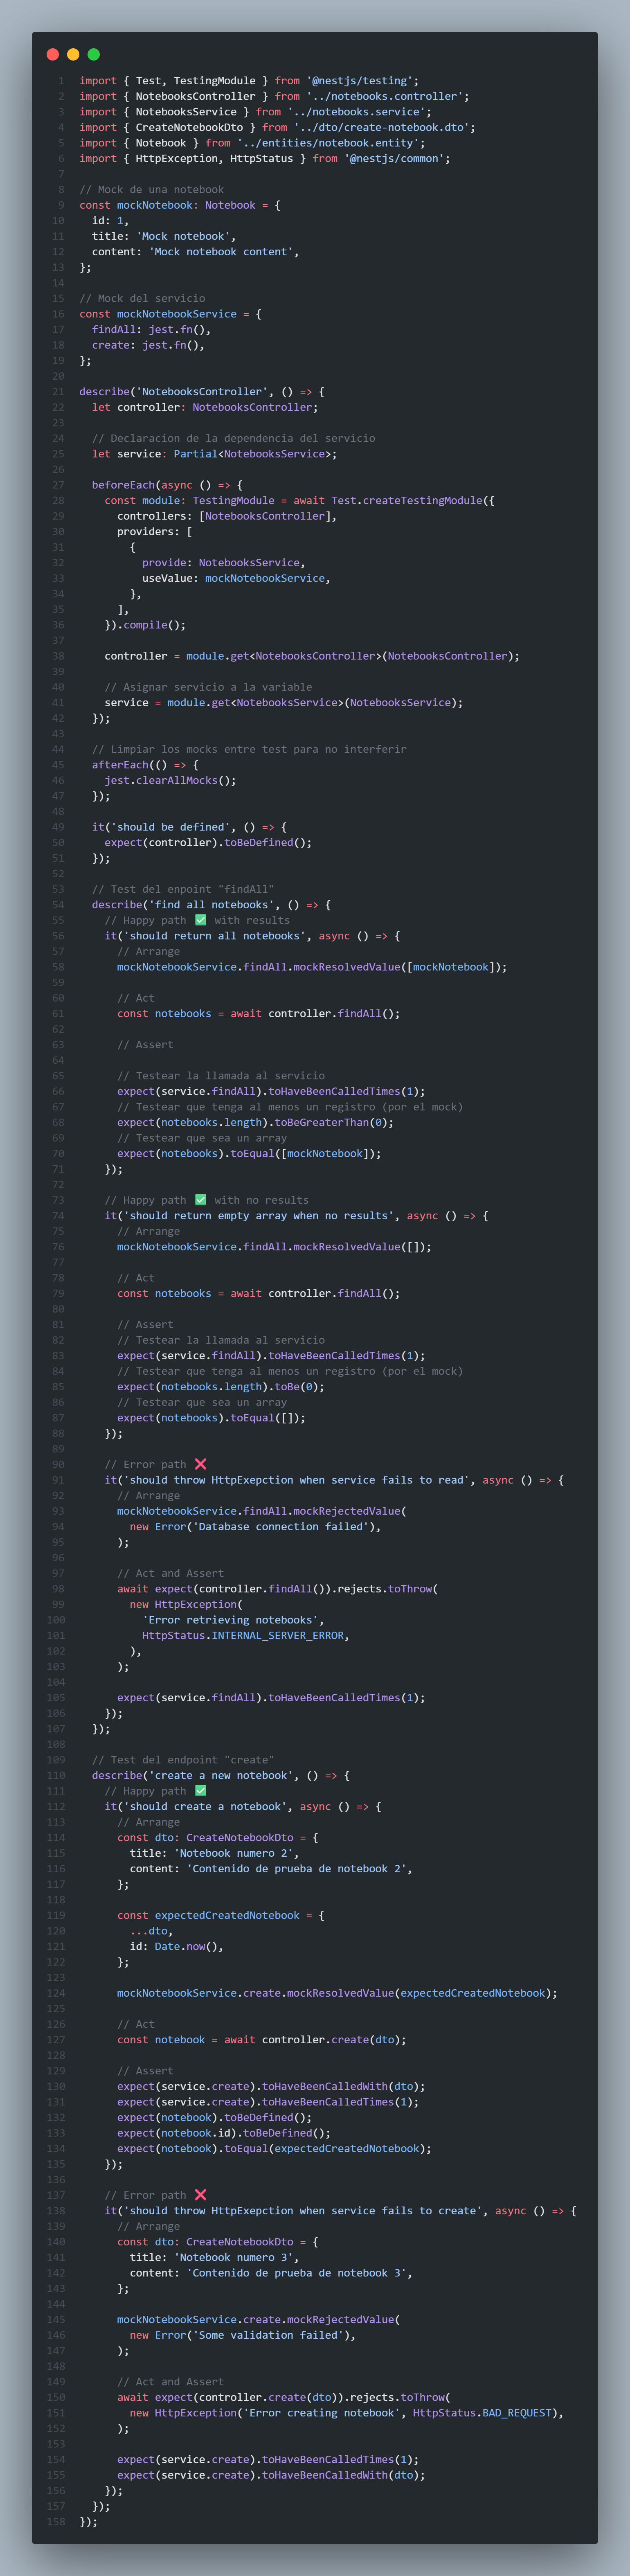 1 import { Test, TestingModule } from '@nestjs/testing';
2 import { NotebooksController } from '../notebooks.controller';
3 import { NotebooksService } from '../notebooks.service';
4 import { CreateNotebookDto } from '../dto/create-notebook.dto';
5 import { Notebook } from '../entities/notebook.entity';
6 import { HttpException, HttpStatus } from '@nestjs/common';
7
8 // Mock de una notebook
9 const mockNotebook: Notebook = {
10   id: 1,
11   title: 'Mock notebook',
12   content: 'Mock notebook content',
13 };
14
15 // Mock del servicio
16 const mockNotebookService = {
17   findAll: jest.fn(),
18   create: jest.fn(),
19 };
20
21 describe('NotebooksController', () => {
22   let controller: NotebooksController;
23
24   // Declaracion de la dependencia del servicio
25   let service: Partial<NotebooksService>;
26
27   beforeEach(async () => {
28     const module: TestingModule = await Test.createTestingModule({
29       controllers: [NotebooksController],
30       providers: [
31         {
32           provide: NotebooksService,
33           useValue: mockNotebookService,
34         },
35       ],
36     }).compile();
37
38     controller = module.get<NotebooksController>(NotebooksController);
39
40     // Asignar servicio a la variable
41     service = module.get<NotebooksService>(NotebooksService);
42   });
43
44   // Limpiar los mocks entre test para no interferir
45   afterEach(() => {
46     jest.clearAllMocks();
47   });
48
49   it('should be defined', () => {
50     expect(controller).toBeDefined();
51   });
52
53   // Test del enpoint "findAll"
54   describe('find all notebooks', () => {
55     // Happy path ✅ with results
56     it('should return all notebooks', async () => {
57       // Arrange
58       mockNotebookService.findAll.mockResolvedValue([mockNotebook]);
59
60       // Act
61       const notebooks = await controller.findAll();
62
63       // Assert
64
65       // Testear la llamada al servicio
66       expect(service.findAll).toHaveBeenCalledTimes(1);
67       // Testear que tenga al menos un registro (por el mock)
68       expect(notebooks.length).toBeGreaterThan(0);
69       // Testear que sea un array
70       expect(notebooks).toEqual([mockNotebook]);
71     });
72
73     // Happy path ✅ with no results
74     it('should return empty array when no results', async () => {
75       // Arrange
76       mockNotebookService.findAll.mockResolvedValue([]);
77
78       // Act
79       const notebooks = await controller.findAll();
80
81       // Assert
82       // Testear la llamada al servicio
83       expect(service.findAll).toHaveBeenCalledTimes(1);
84       // Testear que tenga al menos un registro (por el mock)
85       expect(notebooks.length).toBe(0);
86       // Testear que sea un array
87       expect(notebooks).toEqual([]);
88     });
89
90     // Error path ❌
91     it('should throw HttpExepction when service fails to read', async () => {
92       // Arrange
93       mockNotebookService.findAll.mockRejectedValue(
94         new Error('Database connection failed'),
95       );
96
97       // Act and Assert
98       await expect(controller.findAll()).rejects.toThrow(
99         new HttpException(
100           'Error retrieving notebooks',
101           HttpStatus.INTERNAL_SERVER_ERROR,
102         ),
103       );
104
105       expect(service.findAll).toHaveBeenCalledTimes(1);
106     });
107   });
108
109   // Test del endpoint "create"
110   describe('create a new notebook', () => {
111     // Happy path ✅
112     it('should create a notebook', async () => {
113       // Arrange
114       const dto: CreateNotebookDto = {
115         title: 'Notebook numero 2',
116         content: 'Contenido de prueba de notebook 2',
117       };
118
119       const expectedCreatedNotebook = {
120         ...dto,
121         id: Date.now(),
122       };
123
124       mockNotebookService.create.mockResolvedValue(expectedCreatedNotebook);
125
126       // Act
127       const notebook = await controller.create(dto);
128
129       // Assert
130       expect(service.create).toHaveBeenCalledWith(dto);
131       expect(service.create).toHaveBeenCalledTimes(1);
132       expect(notebook).toBeDefined();
133       expect(notebook.id).toBeDefined();
134       expect(notebook).toEqual(expectedCreatedNotebook);
135     });
136
137     // Error path ❌
138     it('should throw HttpExepction when service fails to create', async () => {
139       // Arrange
140       const dto: CreateNotebookDto = {
141         title: 'Notebook numero 3',
142         content: 'Contenido de prueba de notebook 3',
143       };
144
145       mockNotebookService.create.mockRejectedValue(
146         new Error('Some validation failed'),
147       );
148
149       // Act and Assert
150       await expect(controller.create(dto)).rejects.toThrow(
151         new HttpException('Error creating notebook', HttpStatus.BAD_REQUEST),
152       );
153
154       expect(service.create).toHaveBeenCalledTimes(1);
155       expect(service.create).toHaveBeenCalledWith(dto);
156     });
157   });
158 });